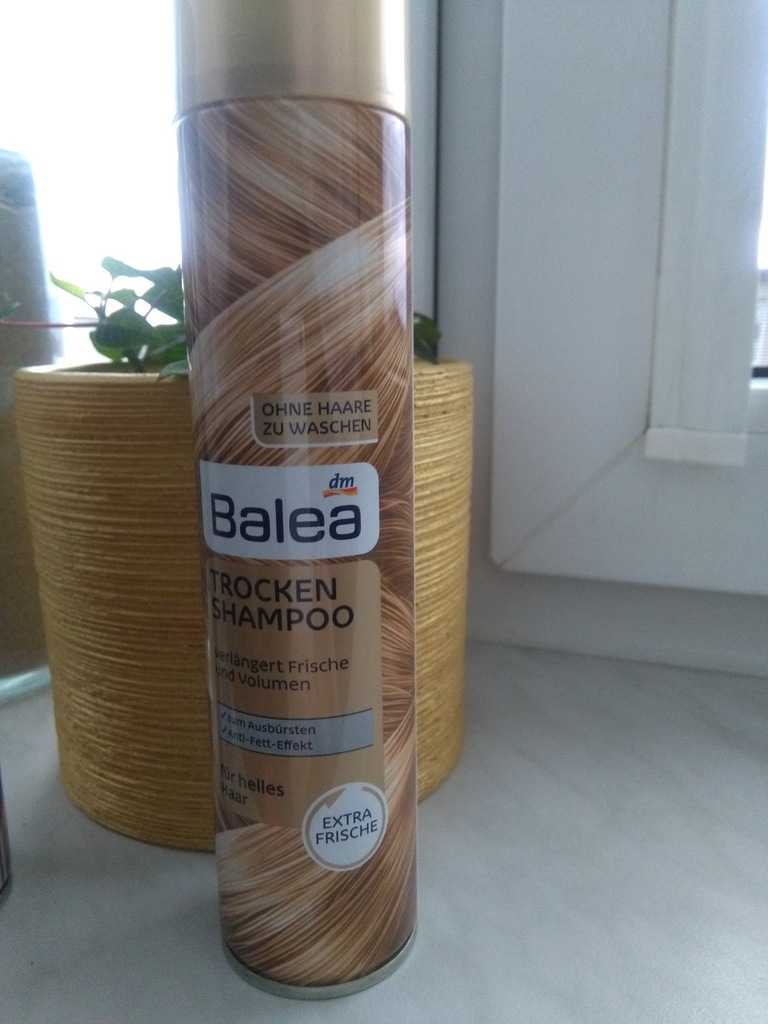 OHNE HAARE
ZU WASCHEN
dm
Balea
TROCKEN
SHAMPOO
verlängert Frische
und Volumen
✓zum Ausbürsten
✓Anti-Fett-Effekt
für helles
Haar
EXTRA
FRISCHE